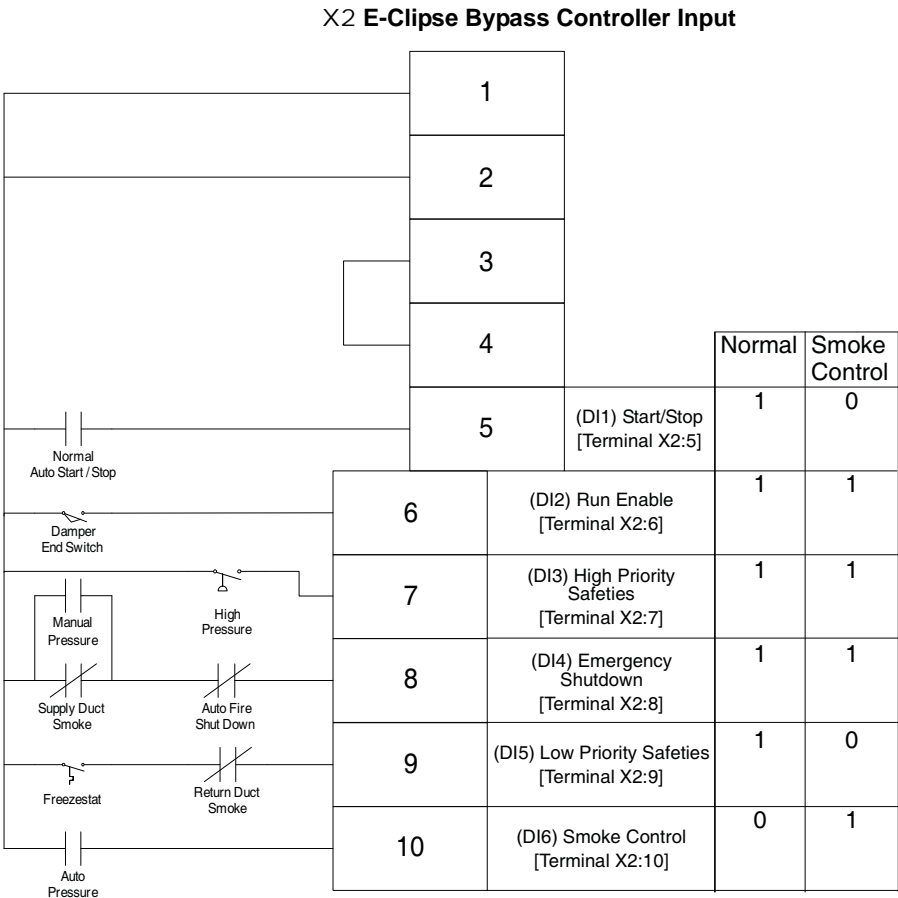 X2 E-Clipse Bypass Controller Input
1
2
3
4
Normal
Smoke
Control
5
(DI1) Start/Stop
[Terminal X2:5]
1
0
Normal
Auto Start / Stop
6
(DI2) Run Enable
[Terminal X2:6]
1
1
Damper
End Switch
7
(DI3) High Priority
Safeties
[Terminal X2:7]
1
1
Manual
Pressure
High
Pressure
8
(DI4) Emergency
Shutdown
[Terminal X2:8]
1
1
Supply Duct
Smoke
Auto Fire
Shut Down
9
(DI5) Low Priority Safeties
[Terminal X2:9]
1
0
Freezestat
Return Duct
Smoke
10
(DI6) Smoke Control
[Terminal X2:10]
0
1
Auto
Pressure